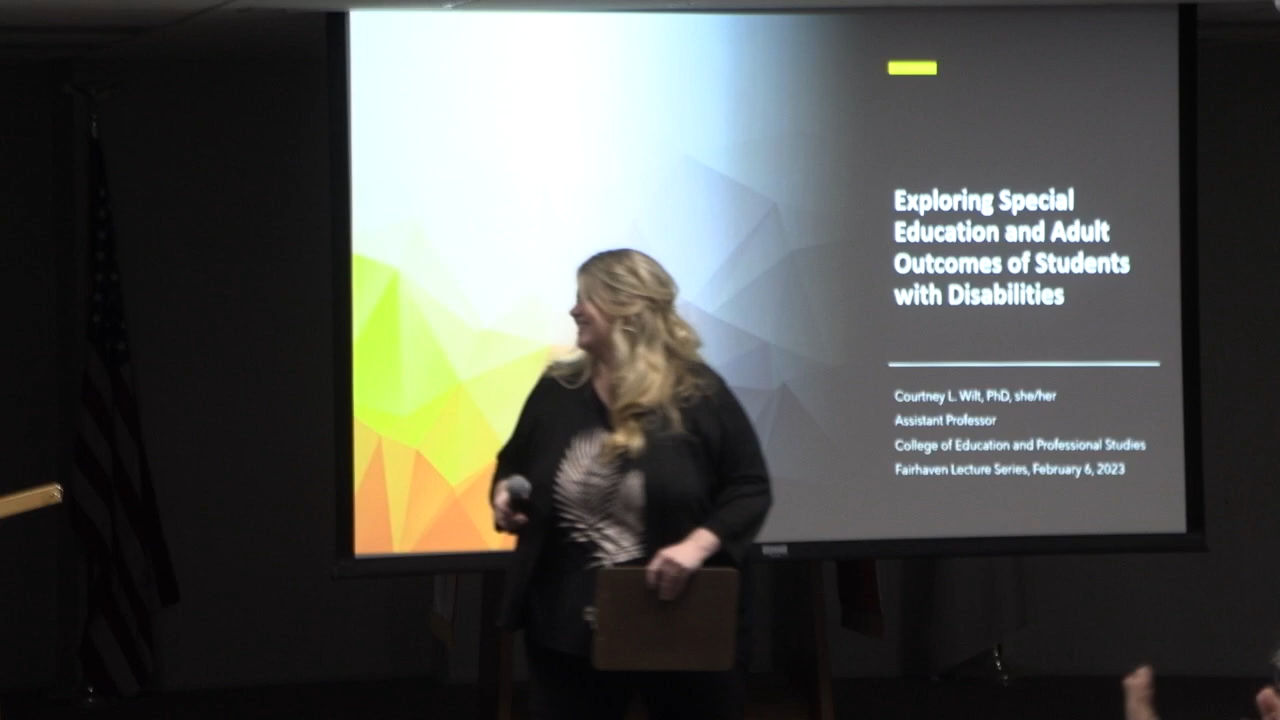 Exploring Special
Education and Adult
Outcomes of Students
with Disabilities
Courtney L. Wilt, PhD, she/her
Assistant Professor
College of Education and Professional Studies
Fairhaven Lecture Series, February 6, 2023